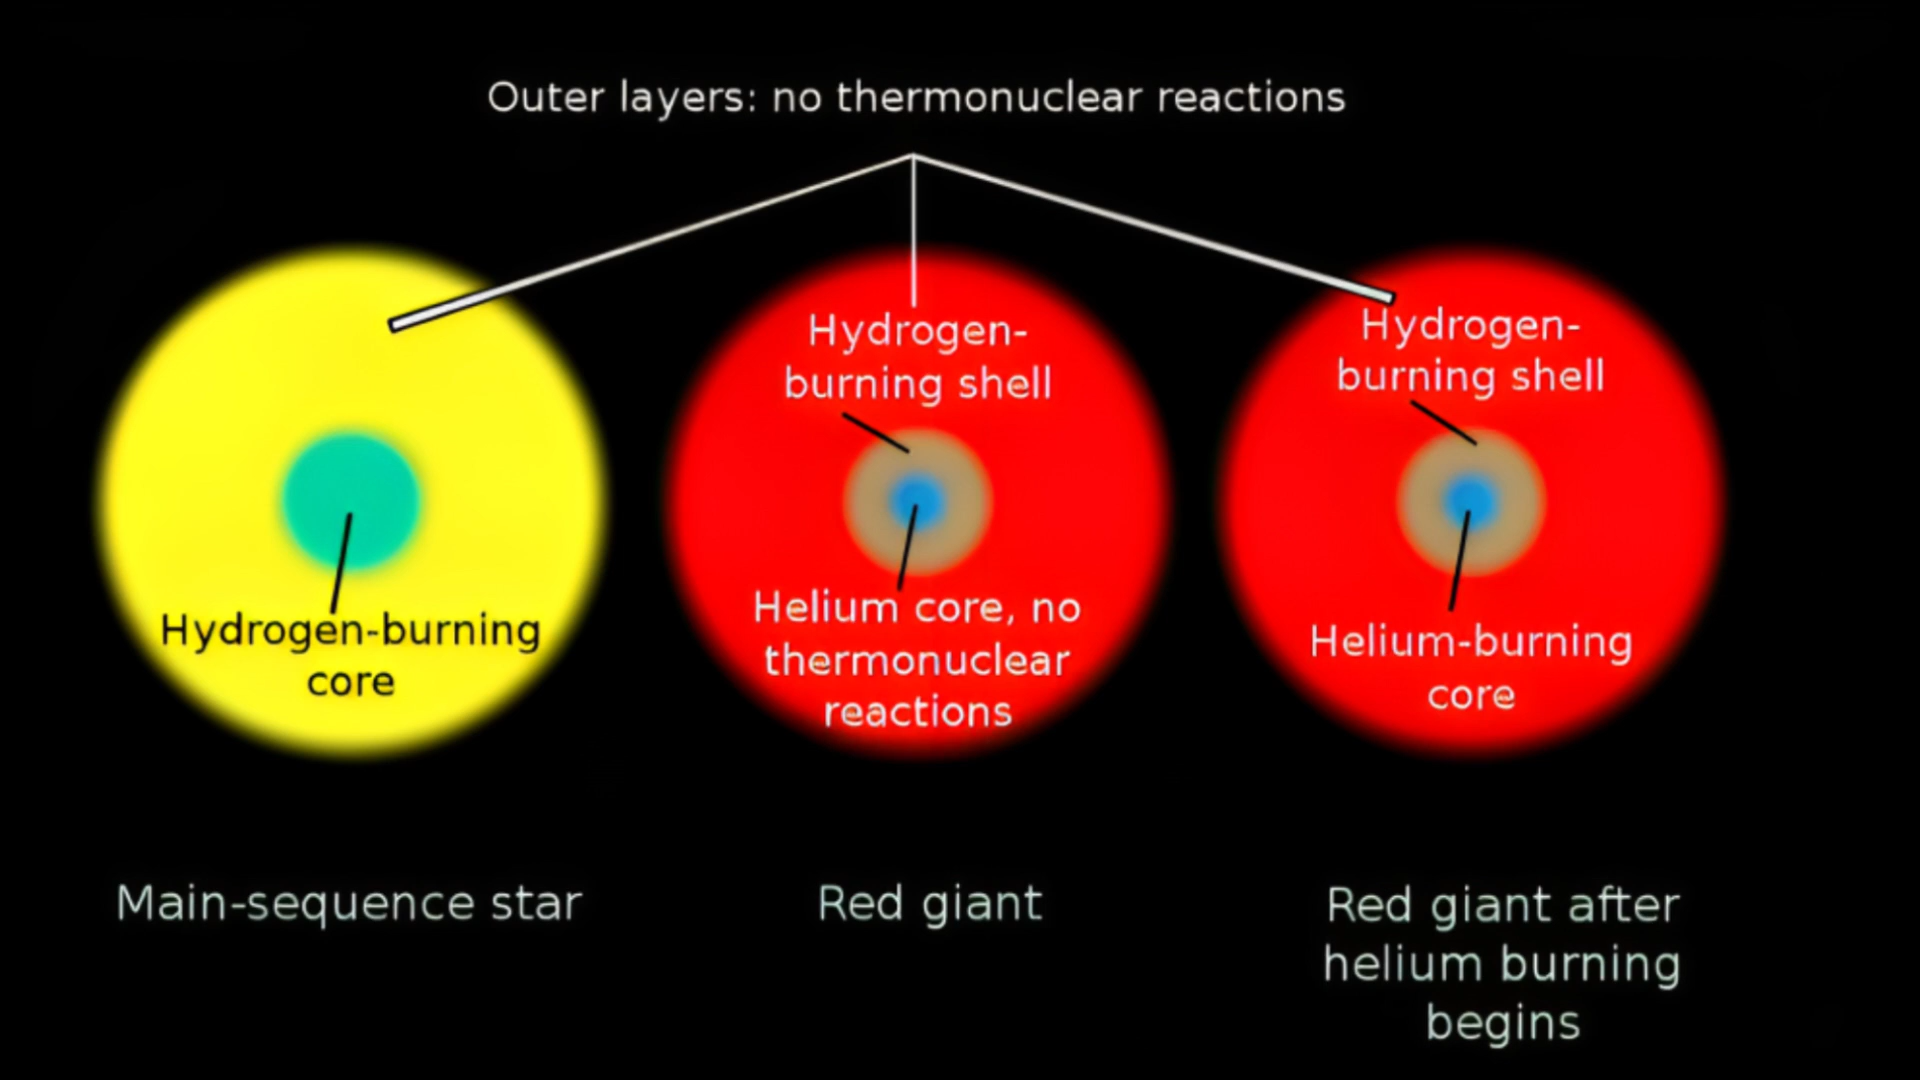 Outer layers: no thermonuclear reactions
Hydrogen-burning
core
Main-sequence star
Hydrogen-
burning shell
Helium core, no
thermonuclear
reactions
Red giant
Hydrogen-
burning shell
Helium-burning
core
Red giant after
helium burning
begins